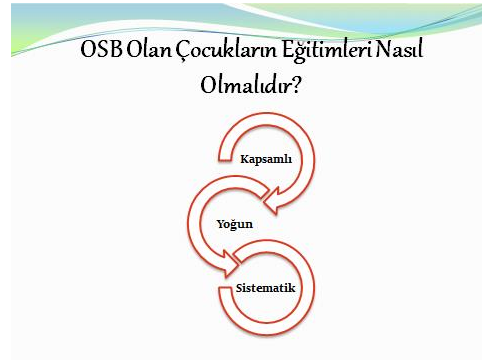 OSB Olan Çocukların Eğitimleri Nasıl
Olmalıdır?
Kapsamlı
Yoğun
Sistematik